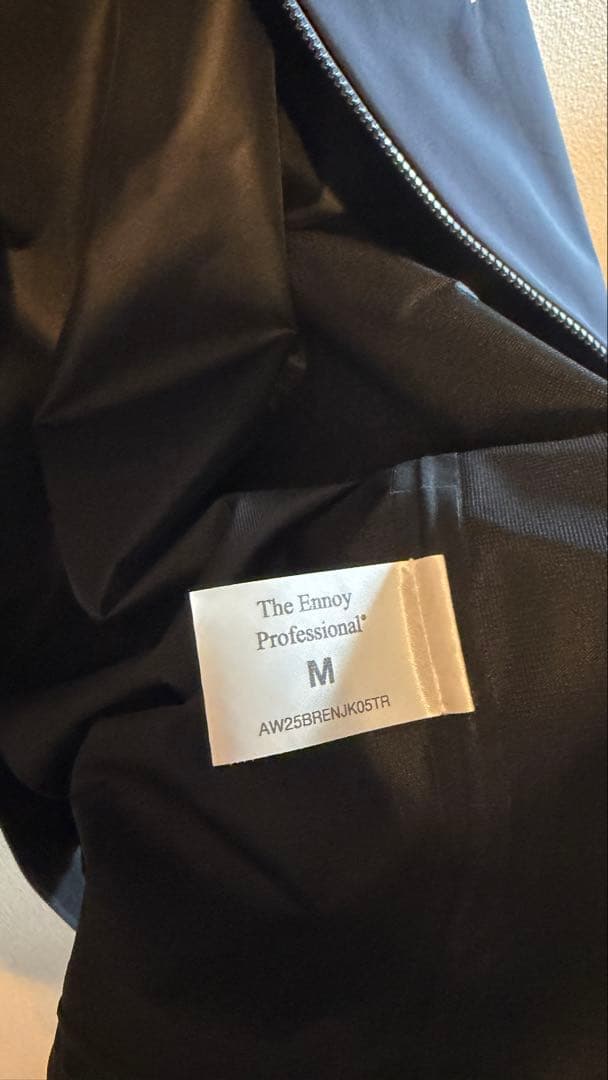 The Ennoy
Professional®
M
AW25BRENJK05TR